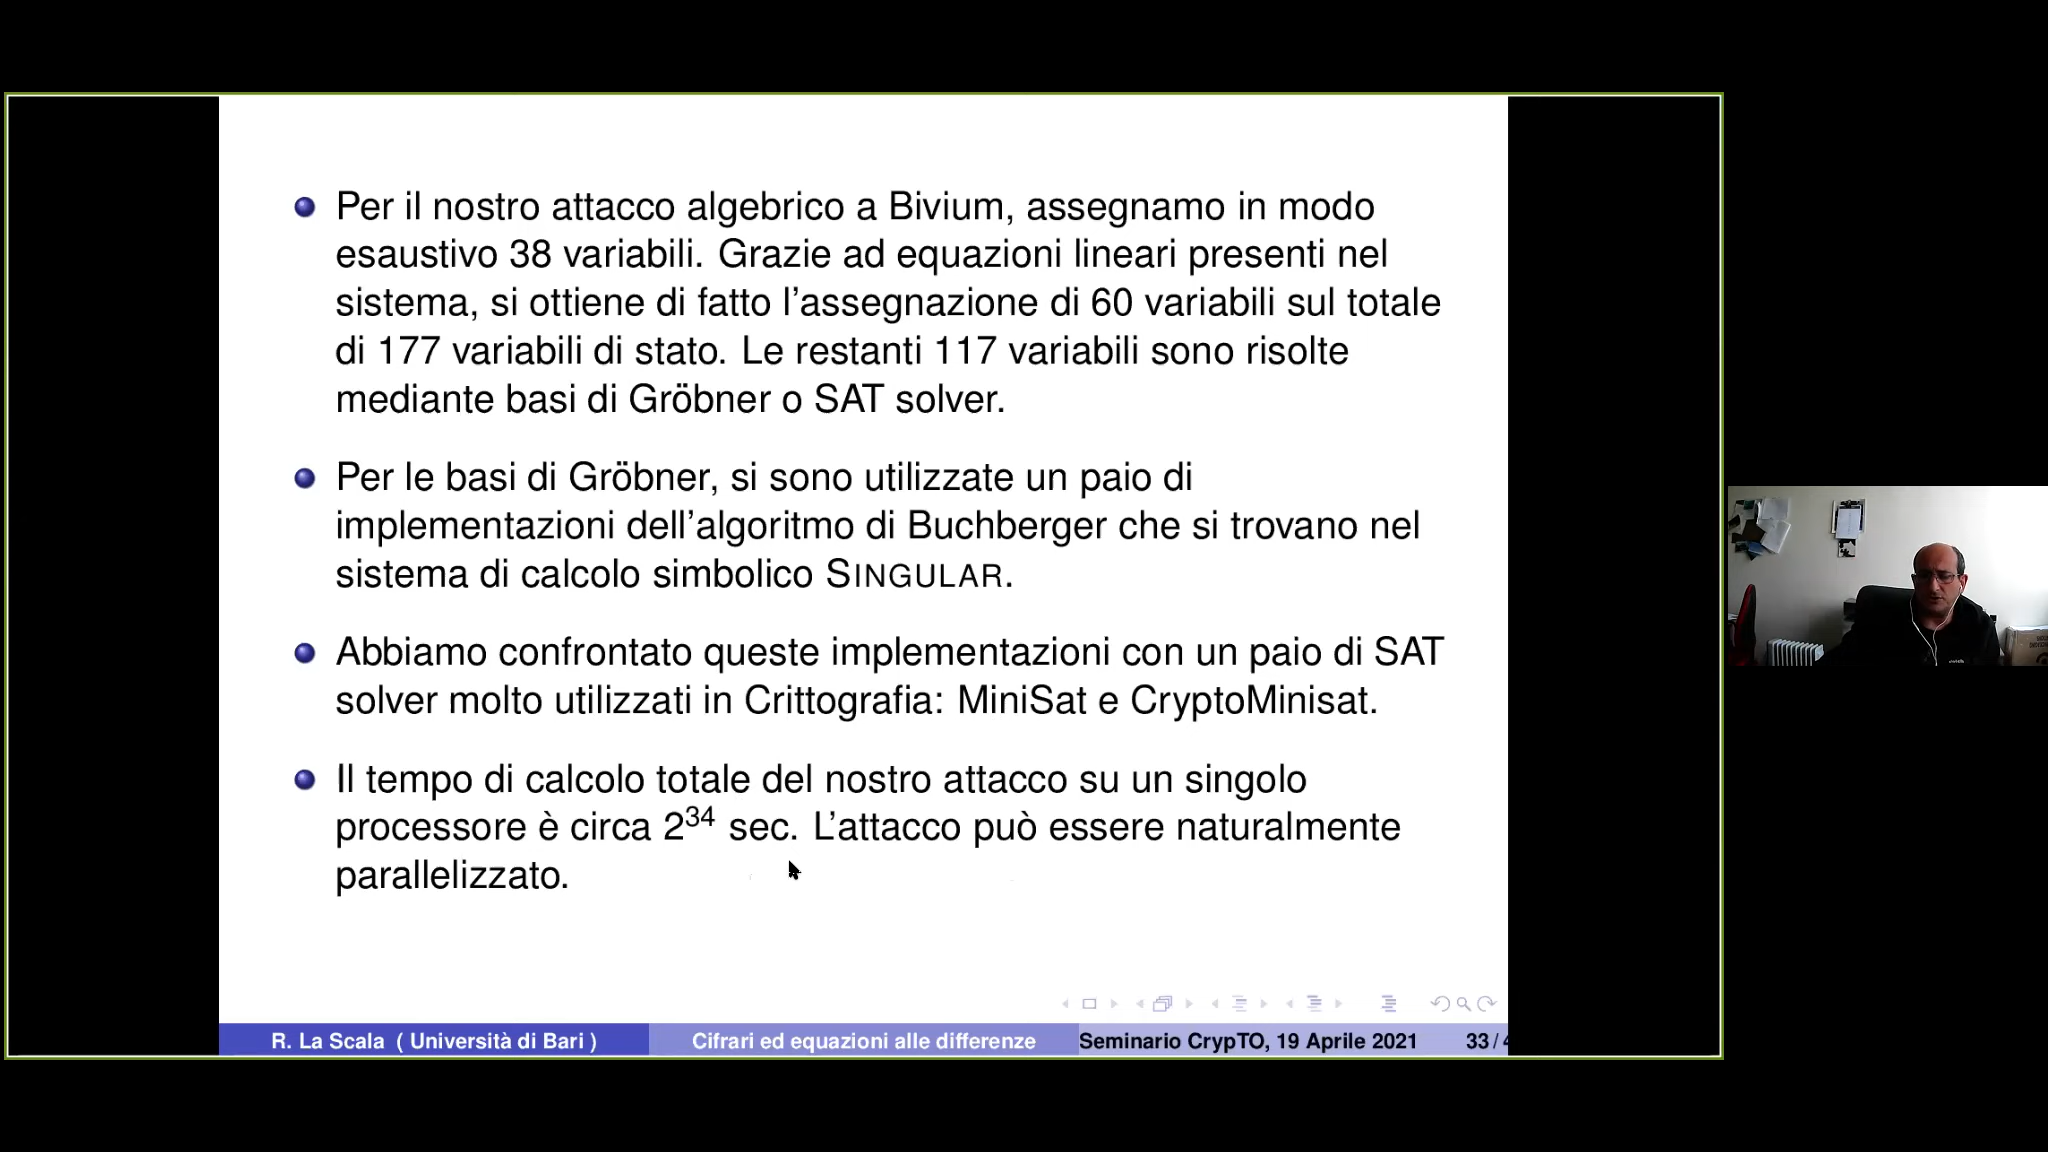 Per il nostro attacco algebrico a Bivium, assegnamo in modo
esaustivo 38 variabili. Grazie ad equazioni lineari presenti nel
sistema, si ottiene di fatto l'assegnazione di 60 variabili sul totale
di 177 variabili di stato. Le restanti 117 variabili sono risolte
mediante basi di Gröbner o SAT solver.
Per le basi di Gröbner, si sono utilizzate un paio di
implementazioni dell'algoritmo di Buchberger che si trovano nel
sistema di calcolo simbolico SINGULAR.
Abbiamo confrontato queste implementazioni con un paio di SAT
solver molto utilizzati in Crittografia: MiniSat e CryptoMinisat.
Il tempo di calcolo totale del nostro attacco su un singolo
processore è circa 2³⁴ sec. L'attacco può essere naturalmente
parallelizzato.
R. La Scala ( Università di Bari ) Cifrari ed equazioni alle differenze Seminario CrypTO, 19 Aprile 2021 33 /